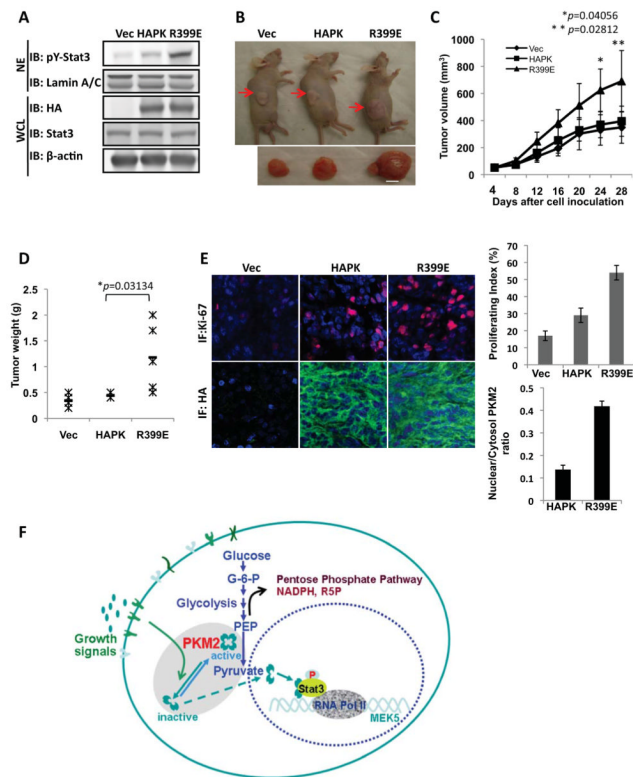 A
Vec HAPK R399E
NE
IB: pY-Stat3
IB: Lamin A/C
WCL
IB: HA
IB: Stat3
IB: β-actin
B
Vec HAPK R399E
C
*p=0.04056
**p=0.02812
Vec
HAPK
R399E
Tumor volume (mm³)
1000
800
600
400
200
0
* **
4 8 12 16 20 24 28
Days after cell inoculation
D
*p=0.03134
Tumor weight (g)
2.5
2
1.5
1
0.5
0
Vec HAPK R399E
E
Vec HAPK R399E
IF:Ki-67
IF: HA
Proliferating Index (%)
70
60
50
40
30
20
10
0
Vec HAPK R399E
Nuclear/Cytosol PKM2
ratio
0.5
0.4
0.3
0.2
0.1
0
HAPK R399E
F
Glucose
G-6-P
Glycolysis
PEP
Pentose Phosphate Pathway
NADPH, R5P
Growth
signals
PKM2
active
Pyruvate
inactive
P
Stat3
RNA Pol II
MEK5